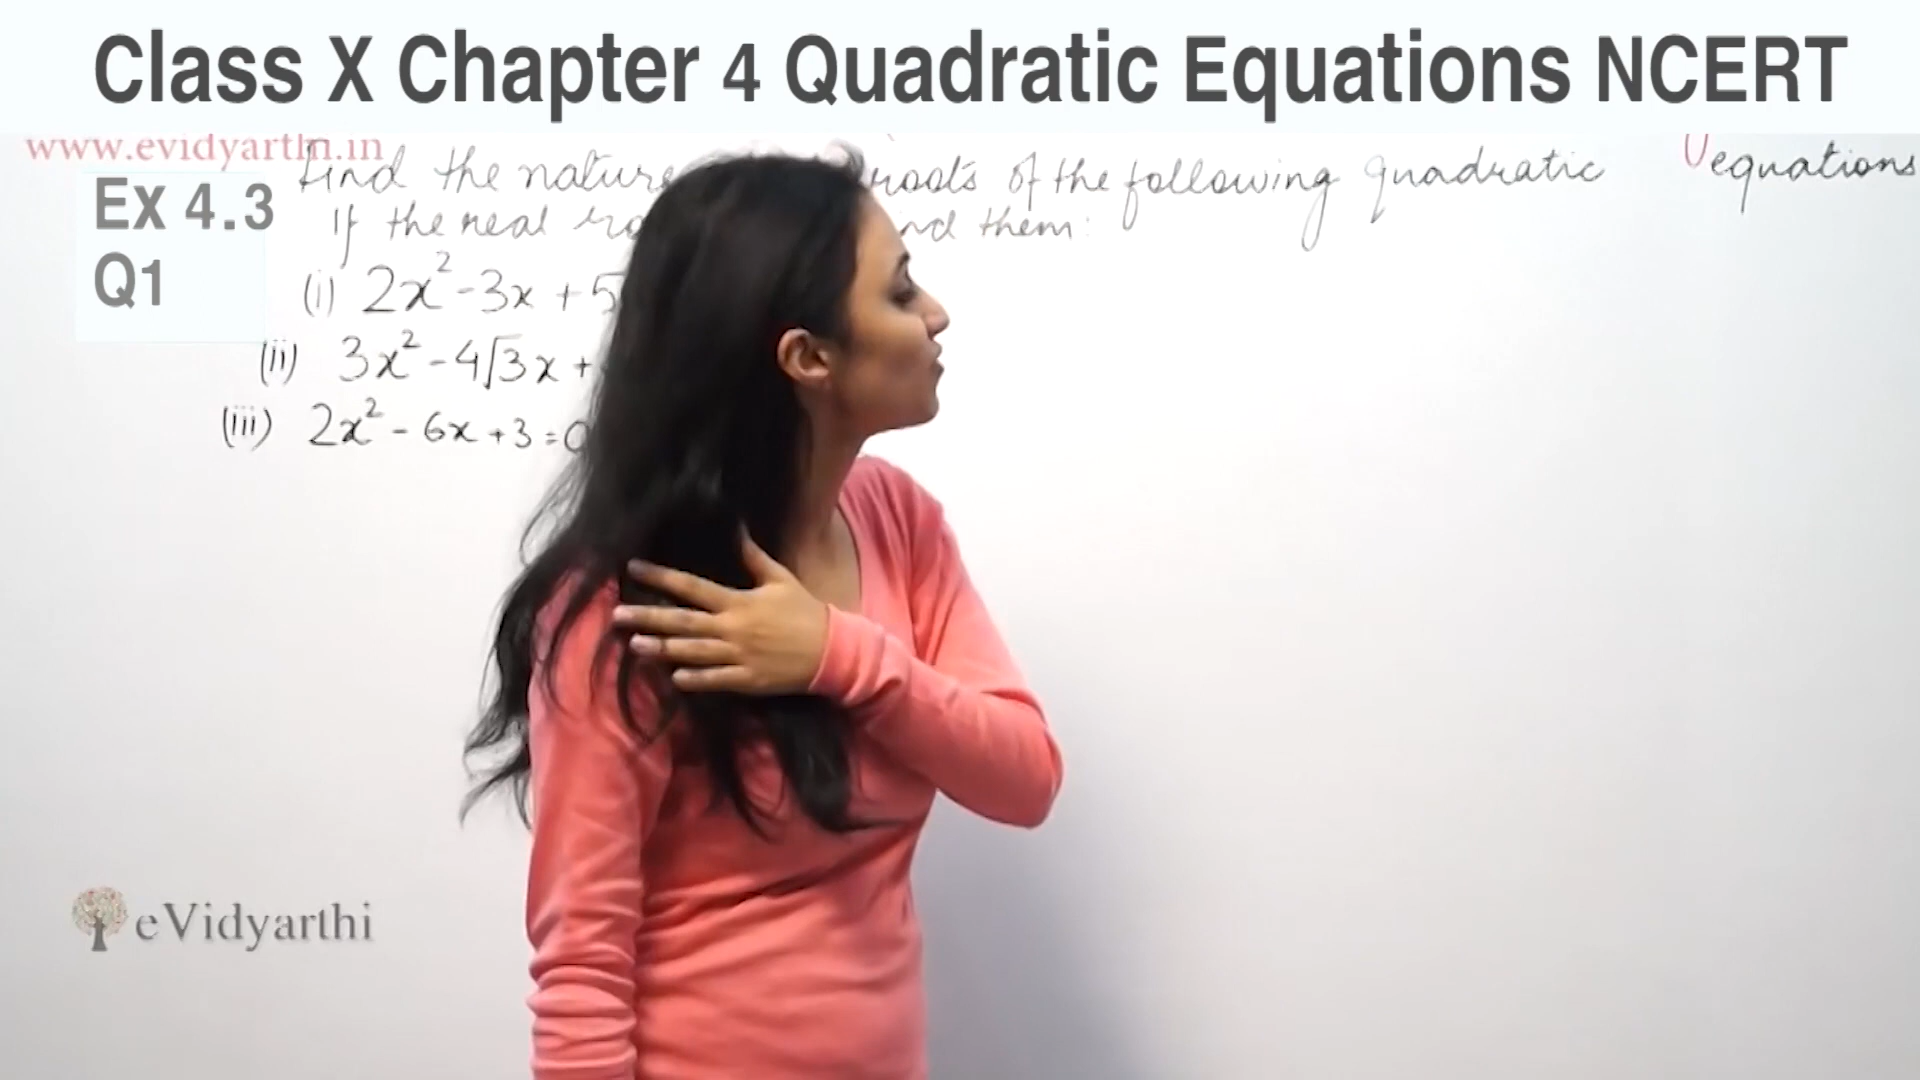 Class X Chapter 4 Quadratic Equations NCERT
www.evidyarthi.in
Ex 4.3
Q1
Find the nature roots of the following quadratic equations
If the real them:
(i) 2x² - 3x + 5
(ii) 3x² - 4√3x +
(iii) 2x² - 6x + 3 = 0
eVidyarthi